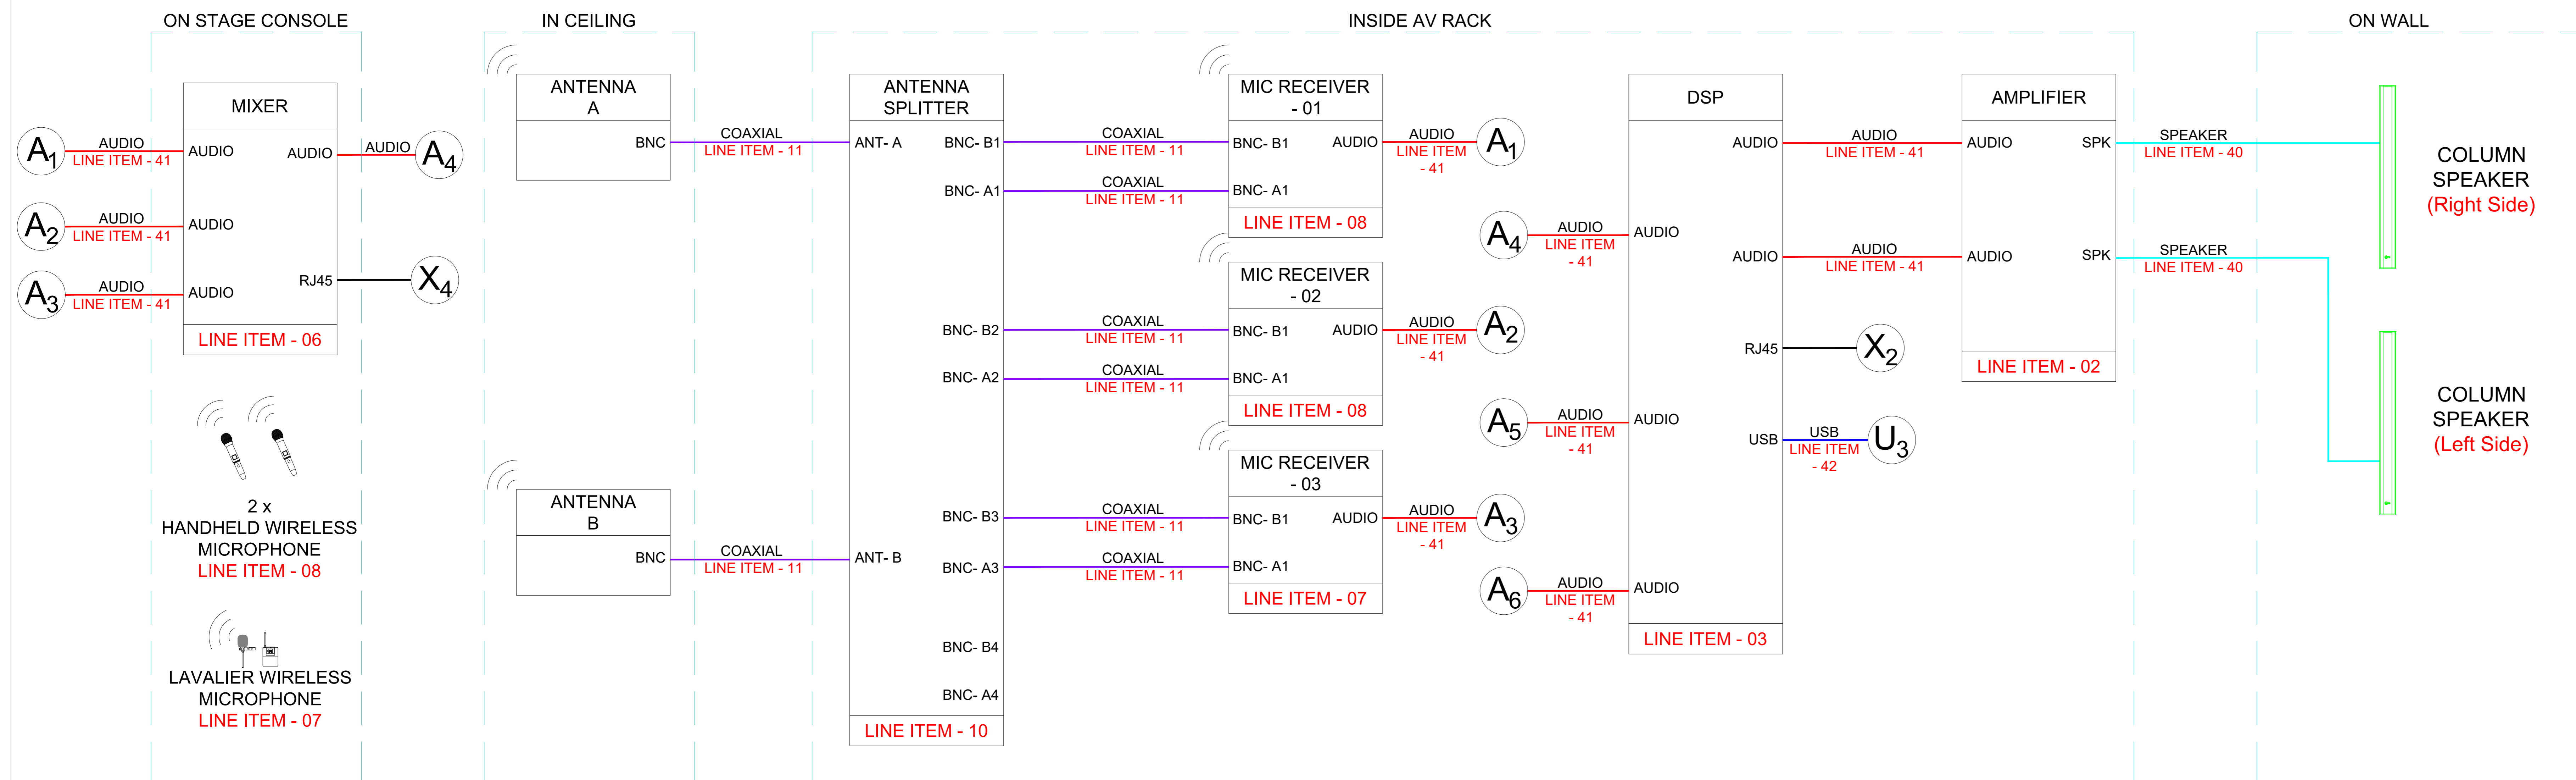 ON STAGE CONSOLE
IN CEILING
INSIDE AV RACK
ON WALL
MIXER
A1
AUDIO
LINE ITEM - 41
AUDIO
AUDIO
AUDIO
A4
A2
AUDIO
LINE ITEM - 41
AUDIO
A3
AUDIO
LINE ITEM - 41
AUDIO
RJ45
X4
LINE ITEM - 06
2 x
HANDHELD WIRELESS
MICROPHONE
LINE ITEM - 08
LAVALIER WIRELESS
MICROPHONE
LINE ITEM - 07
ANTENNA
A
BNC
COAXIAL
LINE ITEM - 11
ANTENNA
B
BNC
COAXIAL
LINE ITEM - 11
ANTENNA
SPLITTER
ANT- A
BNC- B1
BNC- A1
BNC- B2
BNC- A2
BNC- B3
ANT- B
BNC- A3
BNC- B4
BNC- A4
LINE ITEM - 10
COAXIAL
LINE ITEM - 11
COAXIAL
LINE ITEM - 11
COAXIAL
LINE ITEM - 11
COAXIAL
LINE ITEM - 11
COAXIAL
LINE ITEM - 11
COAXIAL
LINE ITEM - 11
MIC RECEIVER
- 01
BNC- B1
AUDIO
BNC- A1
LINE ITEM - 08
AUDIO
LINE ITEM
- 41
A1
MIC RECEIVER
- 02
BNC- B1
AUDIO
BNC- A1
LINE ITEM - 08
AUDIO
LINE ITEM
- 41
A2
MIC RECEIVER
- 03
BNC- B1
AUDIO
BNC- A1
LINE ITEM - 07
AUDIO
LINE ITEM
- 41
A3
A4
AUDIO
LINE ITEM
- 41
A5
AUDIO
LINE ITEM
- 41
A6
AUDIO
LINE ITEM
- 41
DSP
AUDIO
AUDIO
AUDIO
RJ45
AUDIO
USB
AUDIO
LINE ITEM - 03
AUDIO
LINE ITEM - 41
AUDIO
LINE ITEM - 41
X2
USB
LINE ITEM
- 42
U3
AMPLIFIER
AUDIO
SPK
AUDIO
SPK
LINE ITEM - 02
SPEAKER
LINE ITEM - 40
SPEAKER
LINE ITEM - 40
COLUMN
SPEAKER
(Right Side)
COLUMN
SPEAKER
(Left Side)